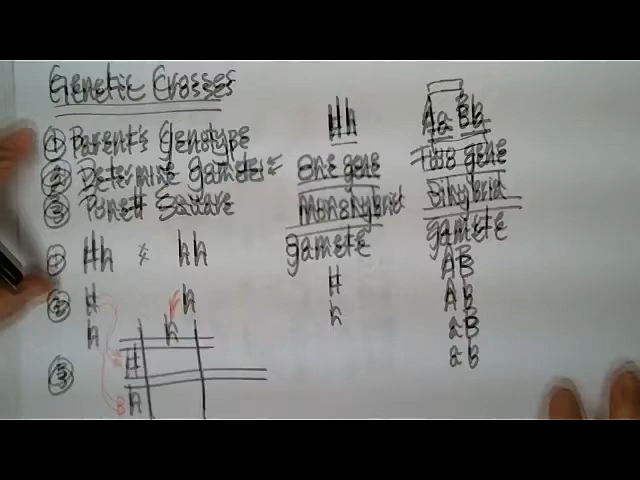 Genetic Crosses
① Parent's Genotype
② Determine Gametes
③ Punett Square
① Hh x hh
② H h
h
③ h
H
h
Hh
One gene
Monohybrid
gamete
H
h
AaBb
Two gene
Dihybrid
gamete
AB
Ab
aB
ab